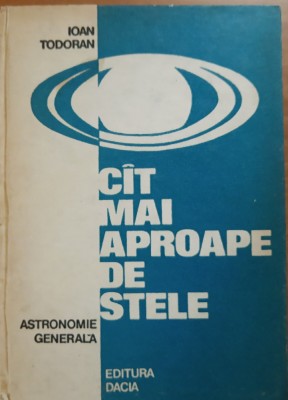 IOAN
TODORAN
CÎT
MAI
APROAPE
DE
STELE
ASTRONOMIE
GENERALĂ
EDITURA
DACIA